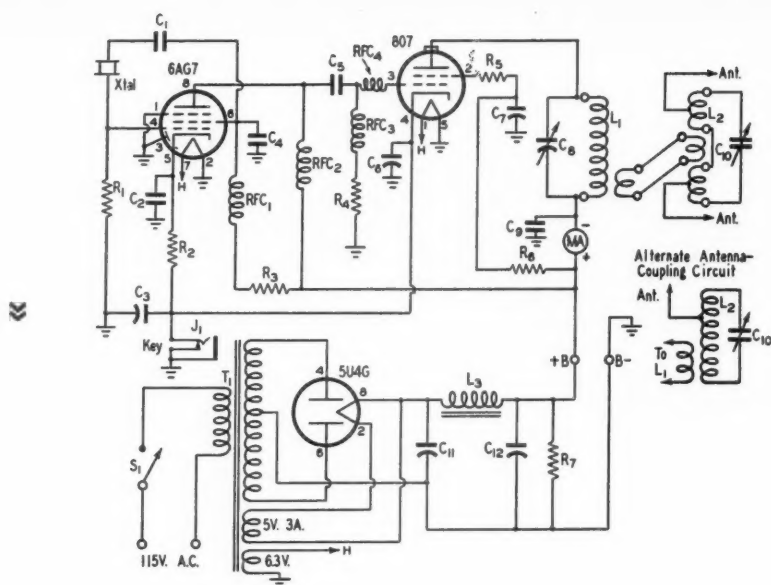 C1
Xtal
6AG7
8
1
4
3
5
7
2
6
C4
C5
RFC4
807
3
2
4
1
5
H
R5
C7
RFC3
C6
R4
RFC2
RFC1
R1
C2
H
R2
R3
C3
J1
Key
C8
L1
C9
MA
-
+
R6
Ant.
L2
C10
Ant.
Alternate Antenna-
Coupling Circuit
Ant.
L2
C10
To
L1
+B
B-
T1
S1
115V. A.C.
5U4G
4
8
2
6
L3
C11
C12
R7
5V. 3A.
6.3V.
H